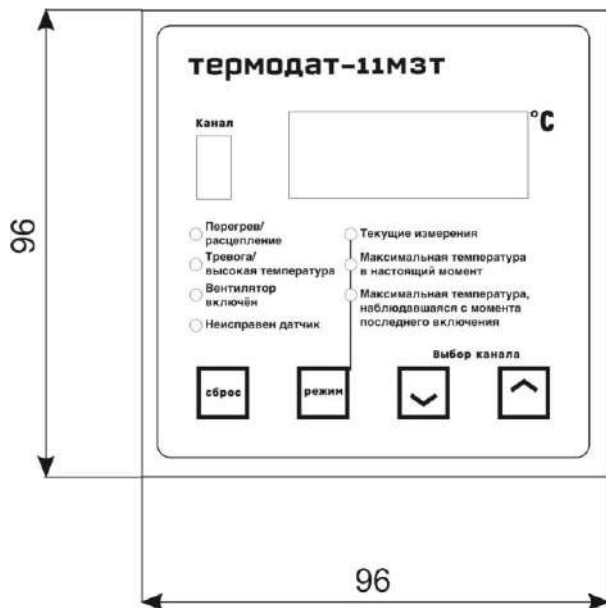 термодат-11М3Т
Канал
°C
Перегрев/
расцепление
Тревога/
высокая температура
Вентилятор
включён
Неисправен датчик
Текущие измерения
Максимальная температура
в настоящий момент
Максимальная температура,
наблюдавшаяся с момента
последнего включения
Выбор канала
сброс
режим
96
96